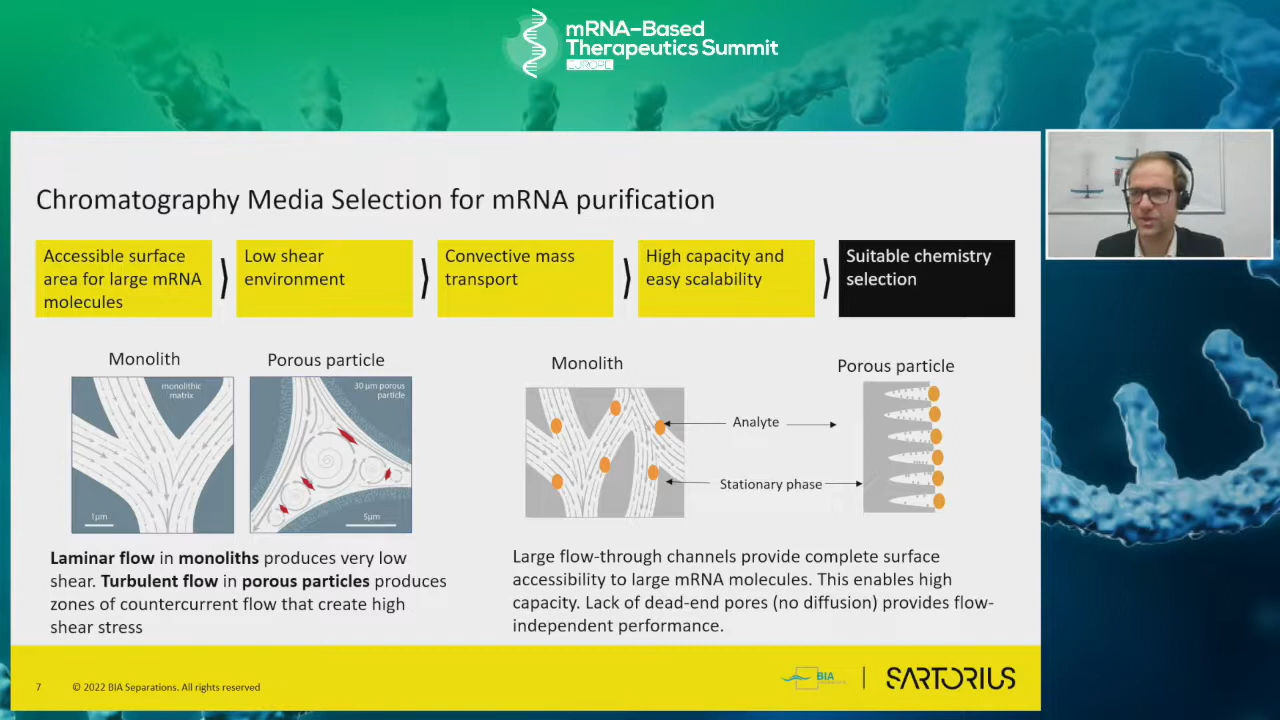 mRNA-Based
Therapeutics Summit
EUROPE
Chromatography Media Selection for mRNA purification
Accessible surface
area for large mRNA
molecules
Low shear
environment
Convective mass
transport
High capacity and
easy scalability
Suitable chemistry
selection
Monolith
Porous particle
monolithic
matrix
1µm
30 µm porous
particle
5µm
Monolith
Porous particle
Analyte
Stationary phase
Laminar flow in monoliths produces very low
shear. Turbulent flow in porous particles produces
zones of countercurrent flow that create high
shear stress
Large flow-through channels provide complete surface
accessibility to large mRNA molecules. This enables high
capacity. Lack of dead-end pores (no diffusion) provides flow-
independent performance.
7
© 2022 BIA Separations. All rights reserved
BIA
SARTORIUS